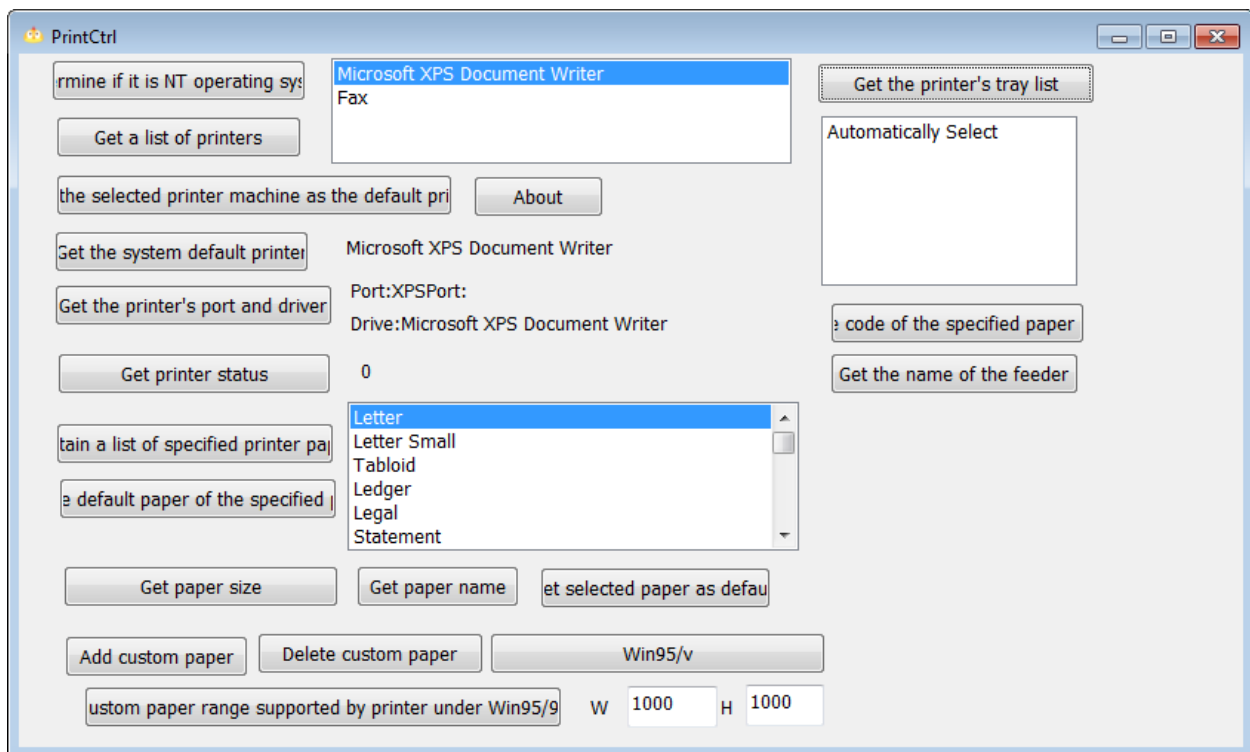 PrintCtrl
rmine if it is NT operating sys
Microsoft XPS Document Writer
Fax
Get the printer's tray list
Get a list of printers
Automatically Select
the selected printer machine as the default pri
About
Get the system default printer
Microsoft XPS Document Writer
Get the printer's port and driver
Port:XPSPort:
Drive:Microsoft XPS Document Writer
code of the specified paper
Get printer status
0
Get the name of the feeder
tain a list of specified printer pa
Letter
Letter Small
Tabloid
Ledger
Legal
Statement
e default paper of the specified
Get paper size
Get paper name
et selected paper as defau
Add custom paper
Delete custom paper
Win95/v
ustom paper range supported by printer under Win95/9
W
1000
H
1000